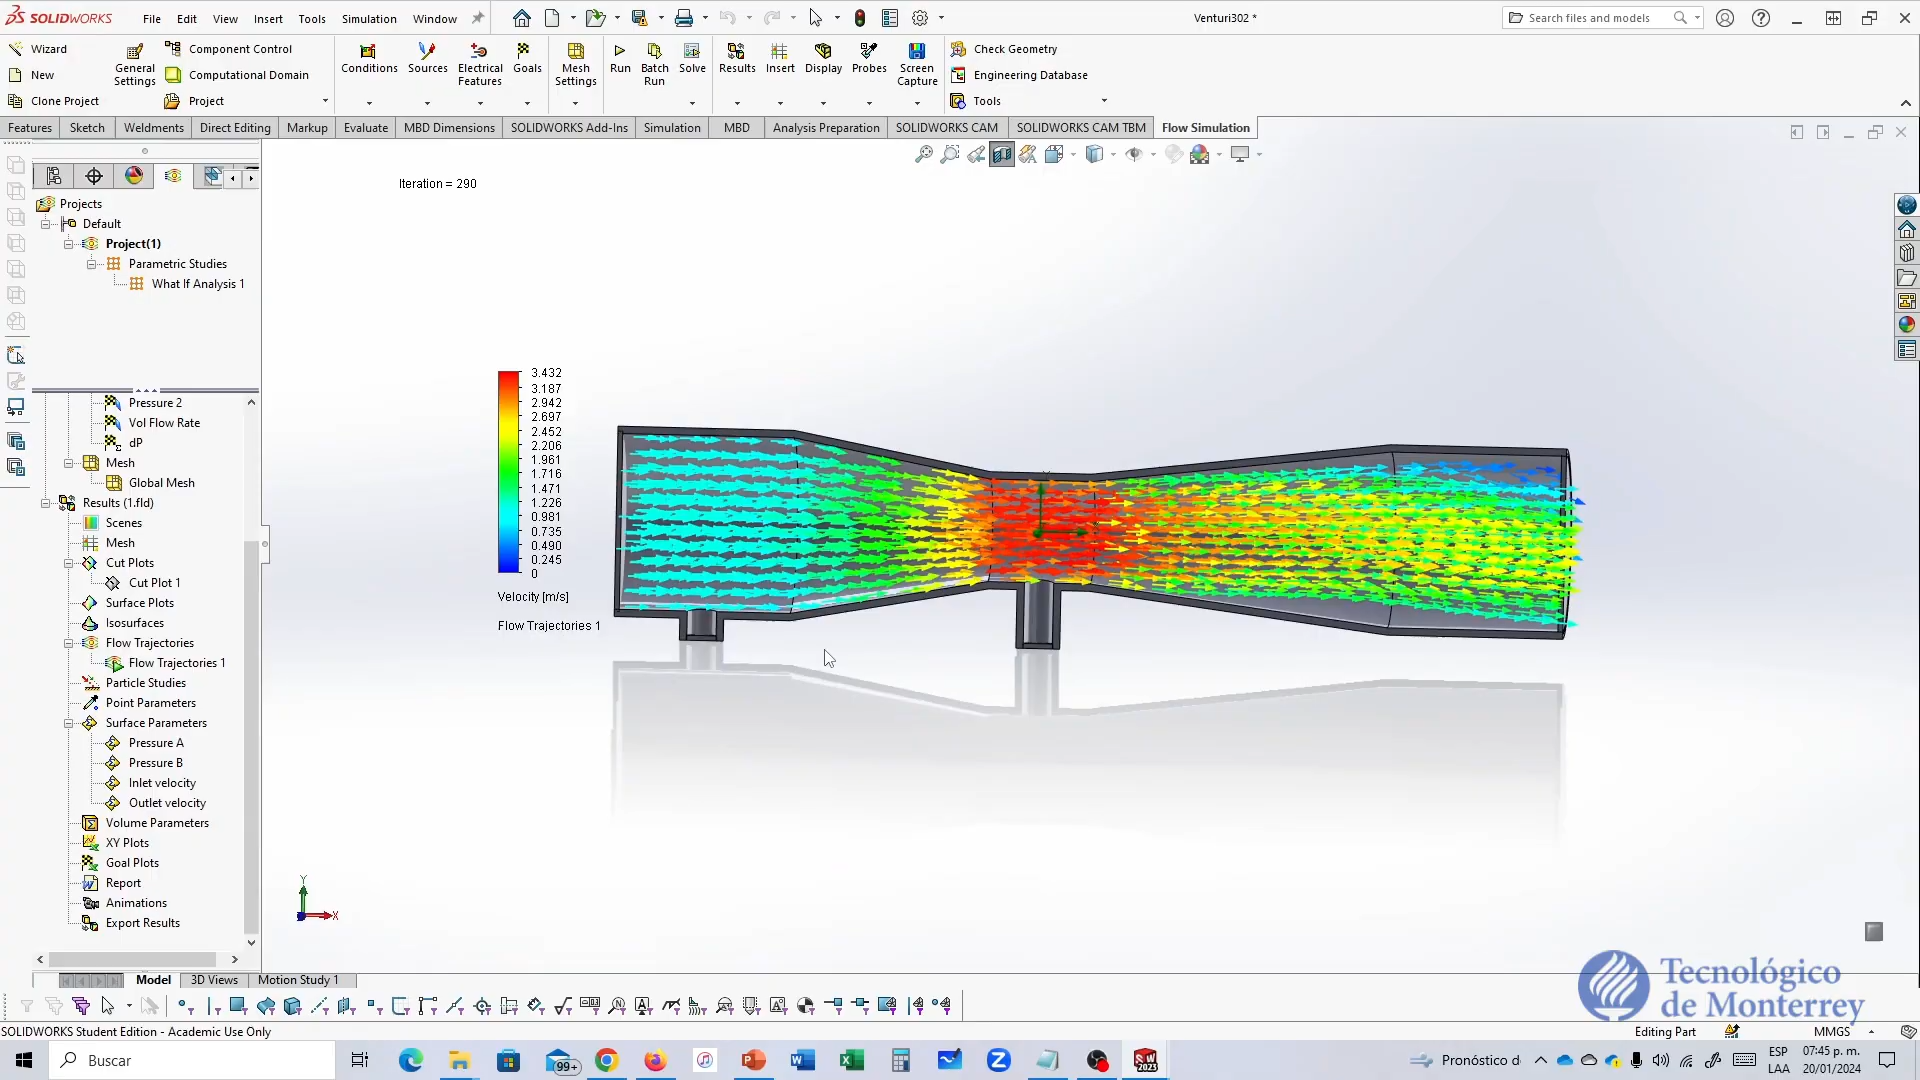 SOLIDWORKS
File Edit View Insert Tools Simulation Window
Venturi302 *
Search files and models
Wizard
New
Clone Project
General Settings
Component Control
Computational Domain
Project
Conditions
Sources
Electrical Features
Goals
Mesh Settings
Run
Batch Run
Solve
Results
Insert
Display
Probes
Screen Capture
Check Geometry
Engineering Database
Tools
Features Sketch Weldments Direct Editing Markup Evaluate MBD Dimensions SOLIDWORKS Add-Ins Simulation MBD Analysis Preparation SOLIDWORKS CAM SOLIDWORKS CAM TBM Flow Simulation
Projects
Default
Project(1)
Parametric Studies
What If Analysis 1
Pressure 2
Vol Flow Rate
dP
Mesh
Global Mesh
Results (1.fld)
Scenes
Mesh
Cut Plots
Cut Plot 1
Surface Plots
Isosurfaces
Flow Trajectories
Flow Trajectories 1
Particle Studies
Point Parameters
Surface Parameters
Pressure A
Pressure B
Inlet velocity
Outlet velocity
Volume Parameters
XY Plots
Goal Plots
Report
Animations
Export Results
Iteration = 290
3.432
3.187
2.942
2.697
2.452
2.206
1.961
1.716
1.471
1.226
0.981
0.735
0.490
0.245
0
Velocity [m/s]
Flow Trajectories 1
Y
X
Tecnológico
de Monterrey
Model 3D Views Motion Study 1
SOLIDWORKS Student Edition - Academic Use Only
Editing Part
MMGS
Buscar
99+
Pronóstico d
ESP
LAA
07:45 p. m.
20/01/2024